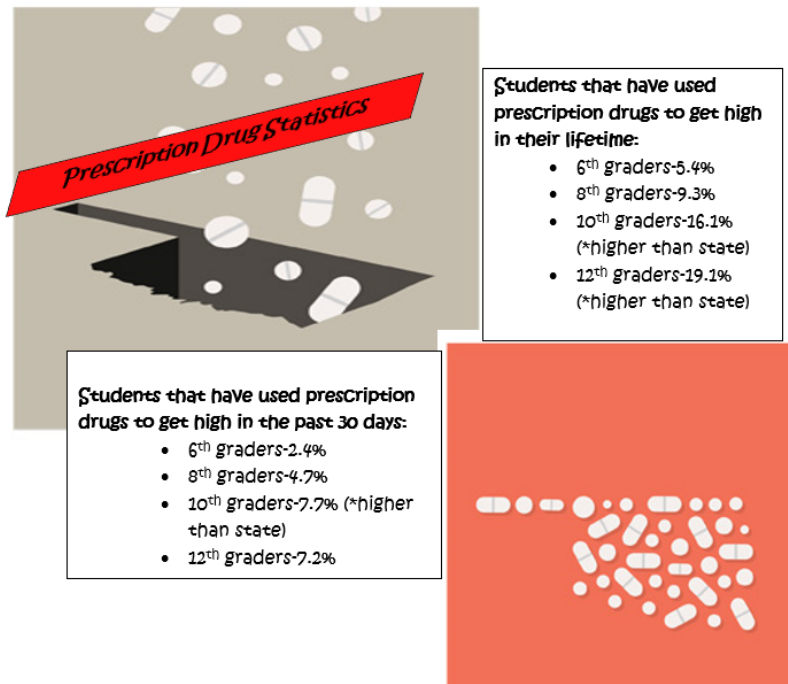 Prescription Drug Statistics
Students that have used
prescription drugs to get high
in their lifetime:
• 6th graders-5.4%
• 8th graders-9.3%
• 10th graders-16.1%
(*higher than state)
• 12th graders-19.1%
(*higher than state)
Students that have used prescription
drugs to get high in the past 30 days:
• 6th graders-2.4%
• 8th graders-4.7%
• 10th graders-7.7% (*higher
than state)
• 12th graders-7.2%